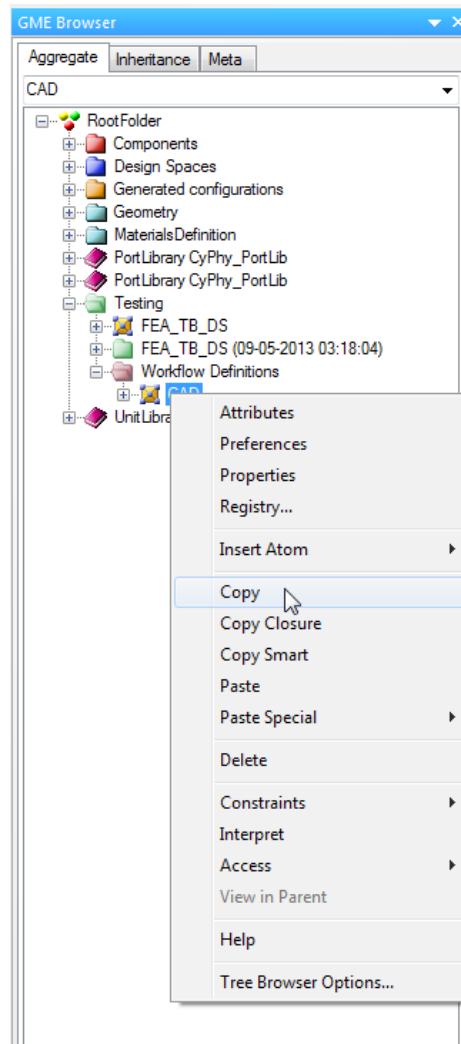 GME Browser
Aggregate Inheritance Meta
CAD
RootFolder
Components
Design Spaces
Generated configurations
Geometry
MaterialsDefinition
PortLibrary CyPhy_PortLib
PortLibrary CyPhy_PortLib
Testing
FEA_TB_DS
FEA_TB_DS (09-05-2013 03:18:04)
Workflow Definitions
CAD
UnitLibra
Attributes
Preferences
Properties
Registry...
Insert Atom
Copy
Copy Closure
Copy Smart
Paste
Paste Special
Delete
Constraints
Interpret
Access
View in Parent
Help
Tree Browser Options...